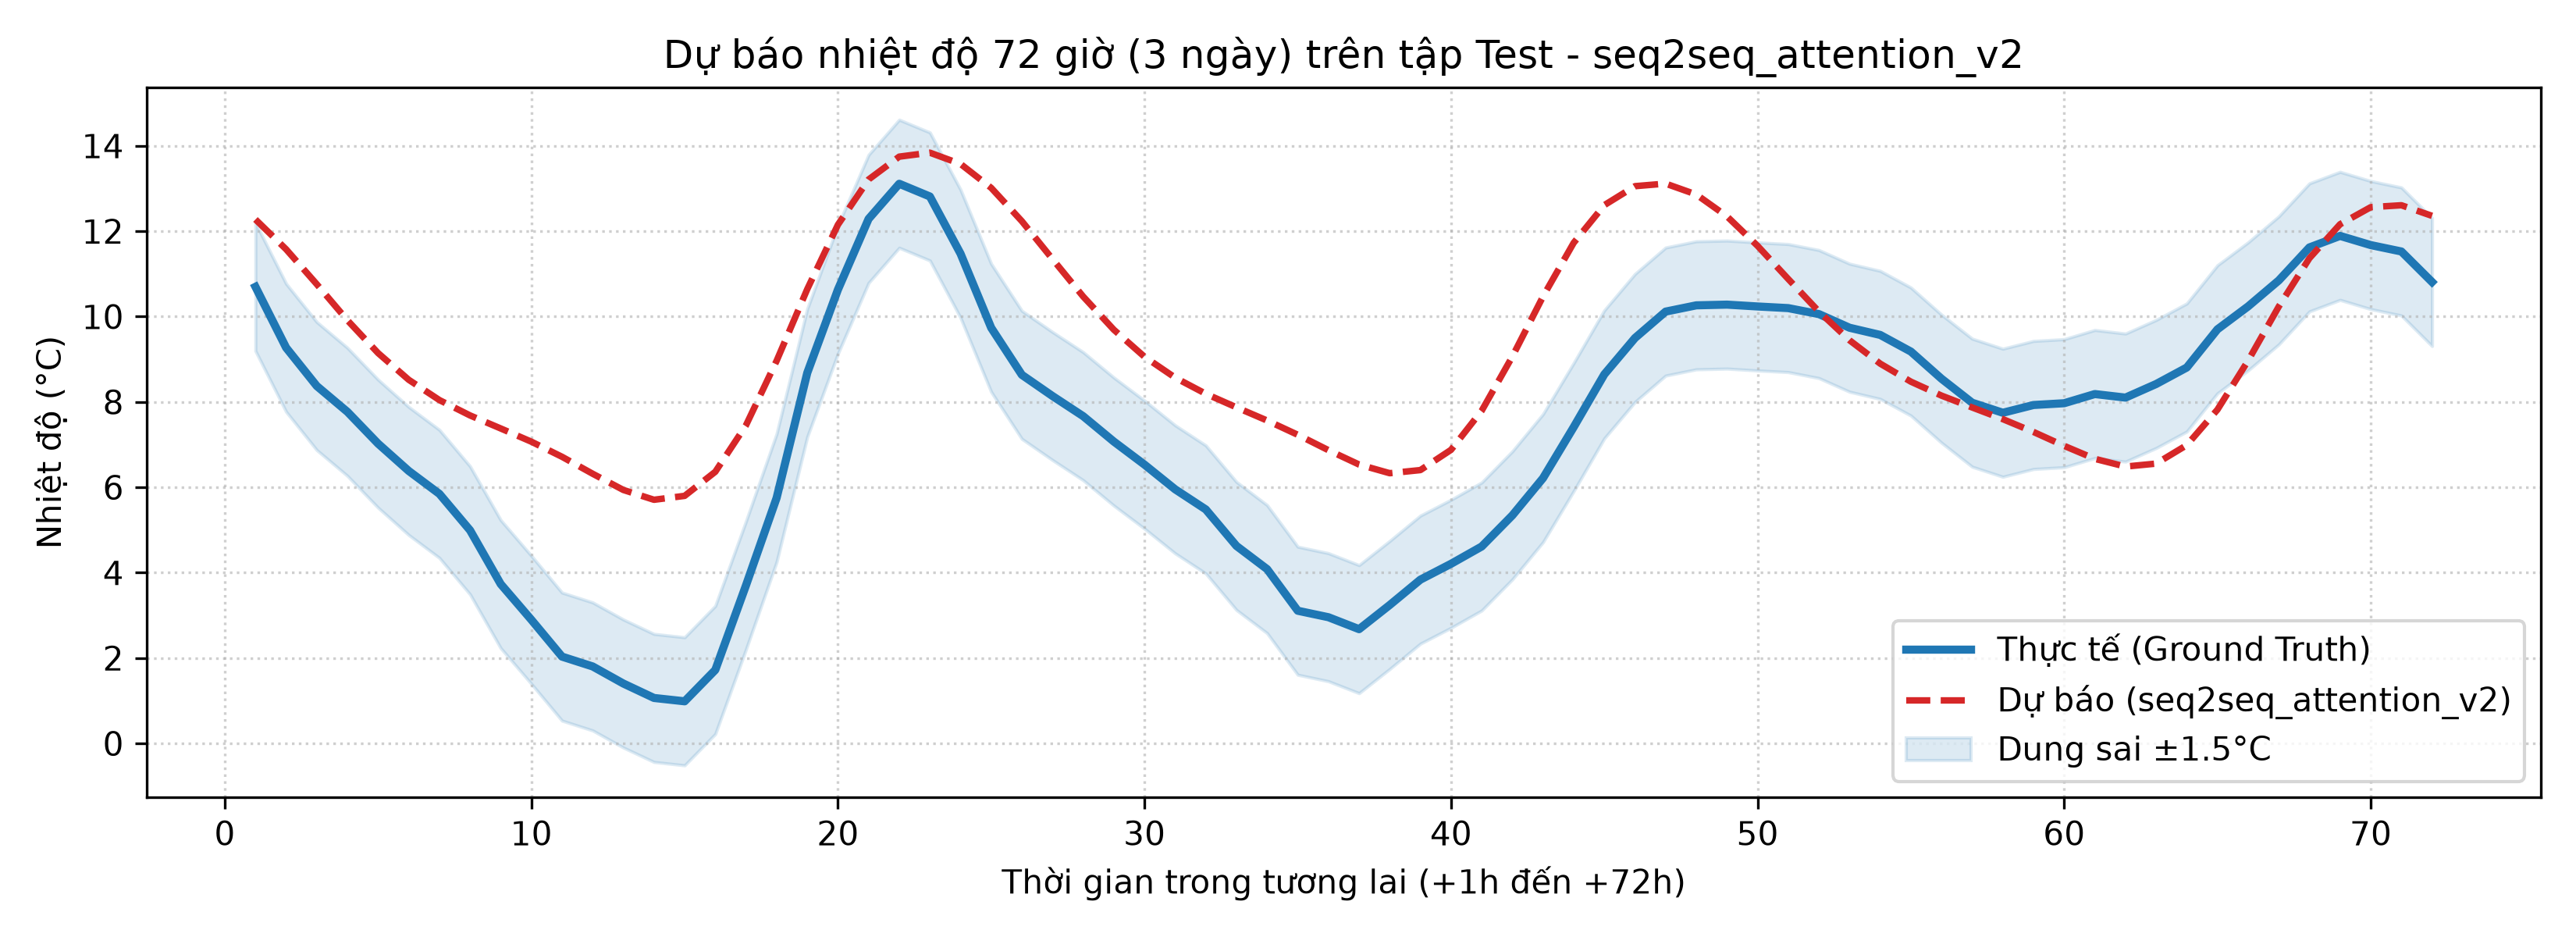 Dự báo nhiệt độ 72 giờ (3 ngày) trên tập Test - seq2seq_attention_v2
Nhiệt độ (°C)
14
12
10
8
6
4
2
0
0 10 20 30 40 50 60 70
Thời gian trong tương lai (+1h đến +72h)
Thực tế (Ground Truth)
Dự báo (seq2seq_attention_v2)
Dung sai ±1.5°C